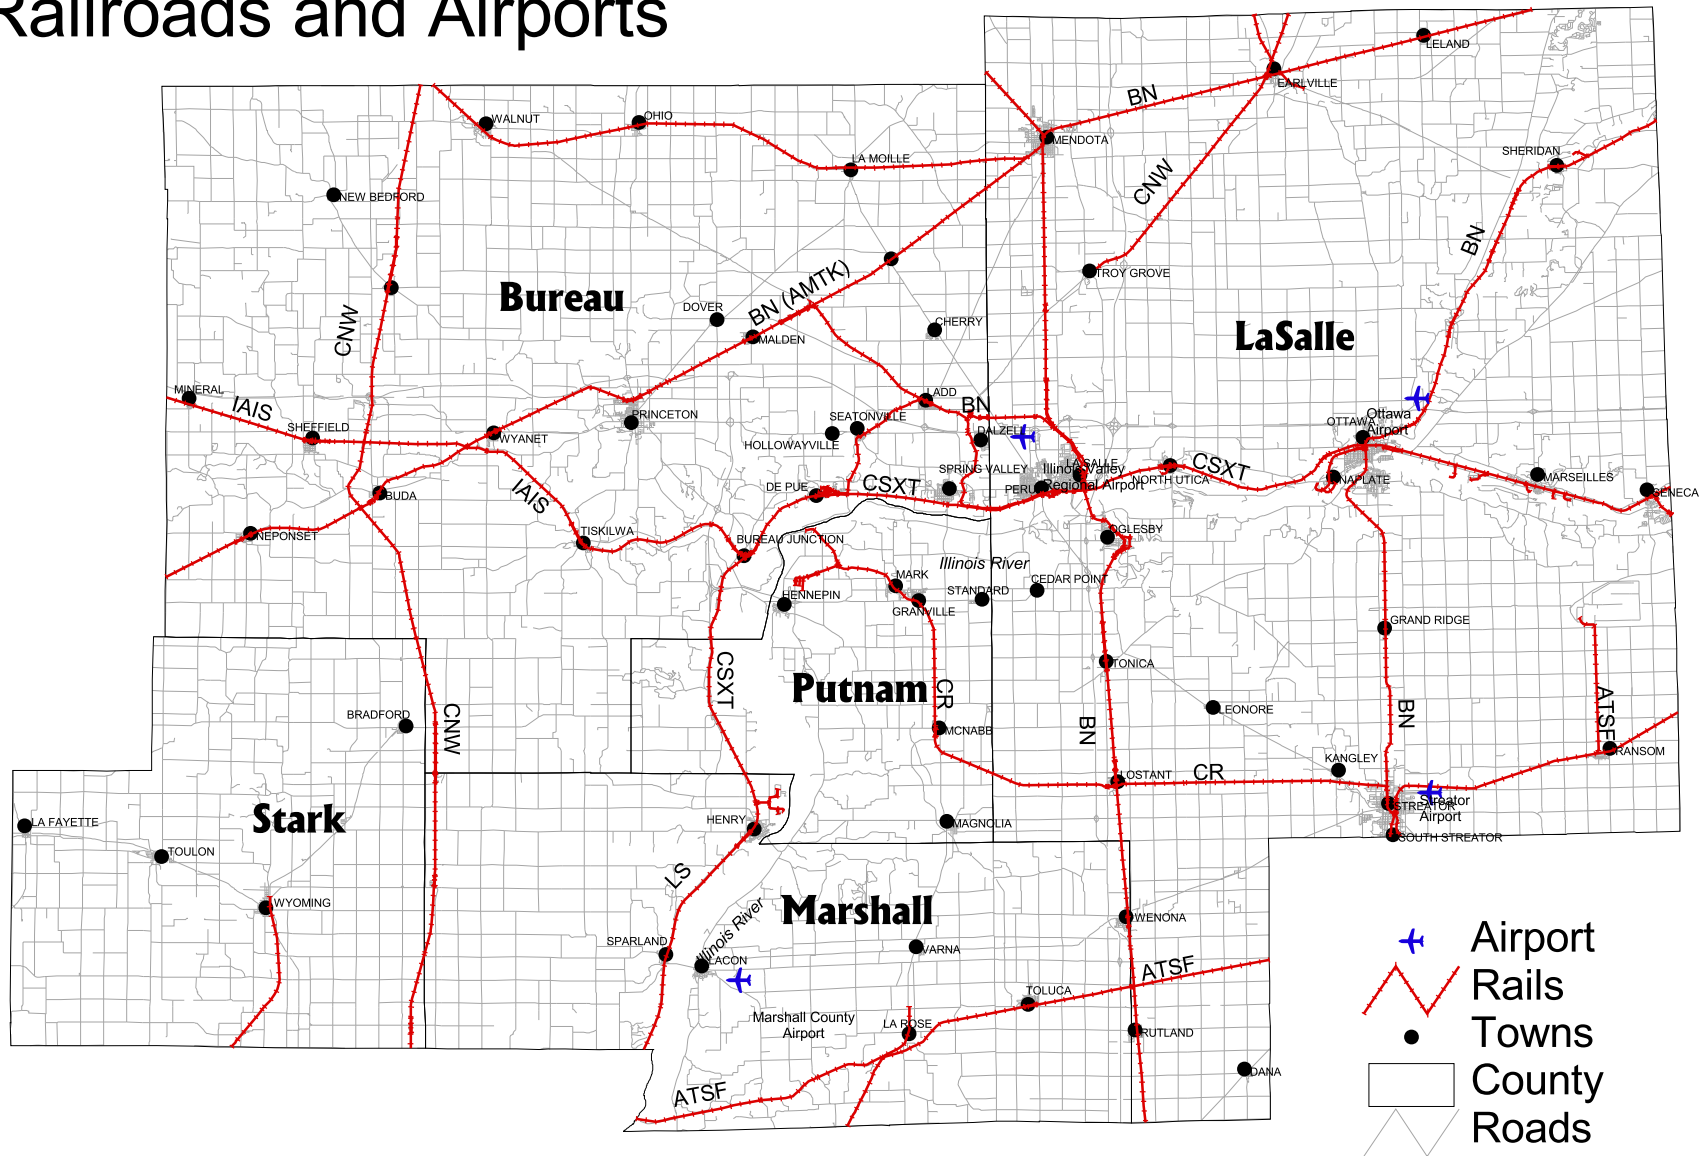 Railroads and Airports
LELAND
EARLVILLE
BN
WALNUT
OHIO
MENDOTA
SHERIDAN
LA MOILLE
CNW
NEW BEDFORD
BN
TROY GROVE
BN (AMTK)
Bureau
DOVER
CHERRY
CNW
MALDEN
LaSalle
MINERAL
IAIS
LADD
BN
SHEFFIELD
PRINCETON
SEATONVILLE
Ottawa
Airport
OTTAWA
WYANET
HOLLOWAYVILLE
DALZELL
SPRING VALLEY
LA SALLE
Illinois Valley
Regional Airport
CSXT
NORTH UTICA
NAPLATE
MARSEILLES
SENECA
BUDA
IAIS
DE PUE
CSXT
PERU
NEPONSET
TISKILWA
BUREAU JUNCTION
OGLESBY
Illinois River
MARK
CEDAR POINT
STANDARD
HENNEPIN
GRANVILLE
GRAND RIDGE
CSXT
Putnam
CR
TONICA
LEONORE
BN
BN
ATSF
BRADFORD
CNW
MCNABB
KANGLEY
RANSOM
LOSTANT
CR
Stark
LA FAYETTE
HENRY
MAGNOLIA
STREATOR
Streator
Airport
SOUTH STREATOR
TOULON
LS
WYOMING
Marshall
WENONA
Illinois River
SPARLAND
LACON
VARNA
ATSF
TOLUCA
Marshall County
Airport
LA ROSE
RUTLAND
DANA
ATSF
Airport
Rails
Towns
County
Roads